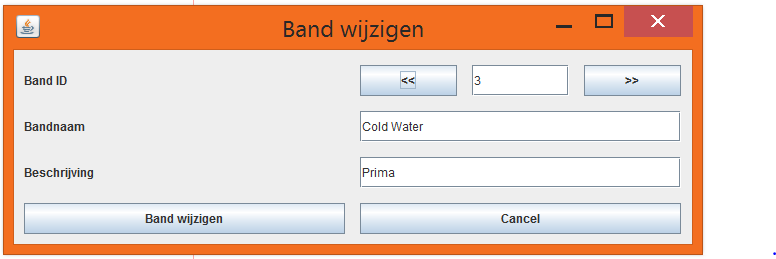 Band wijzigen
Band ID << 3 >>
Bandnaam Cold Water
Beschrijving Prima
Band wijzigen Cancel